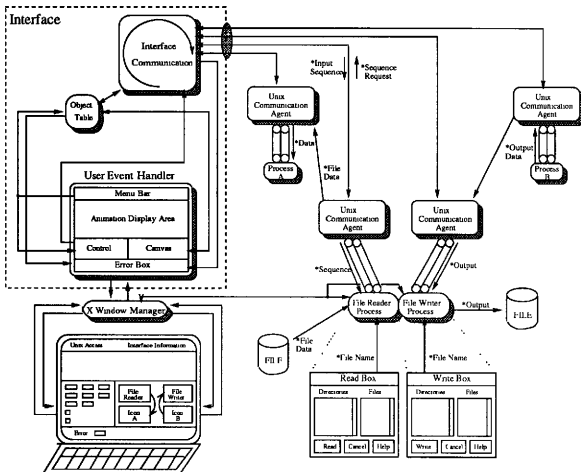 Interface
Interface
Communication
Object
Table
User Event Handler
Menu Bar
Animation Display Area
Control
Canvas
Error Box
X Window Manager
*Input
Sequence
*Sequence
Request
Unix
Communication
Agent
*Data
Process
A
*File
Data
Unix
Communication
Agent
*Output
Data
Process
B
Unix
Communication
Agent
Unix
Communication
Agent
*Sequence
*Output
File Reader
Process
File Writer
Process
*Output
FILE
FILE
*File
Data
*File Name
*File Name
Unix Access
Interface Information
File
Reader
File
Writer
Icon
A
Icon
B
Error
Read Box
Directories
Files
Read
Cancel
Help
Write Box
Directories
Files
Write
Cancel
Help